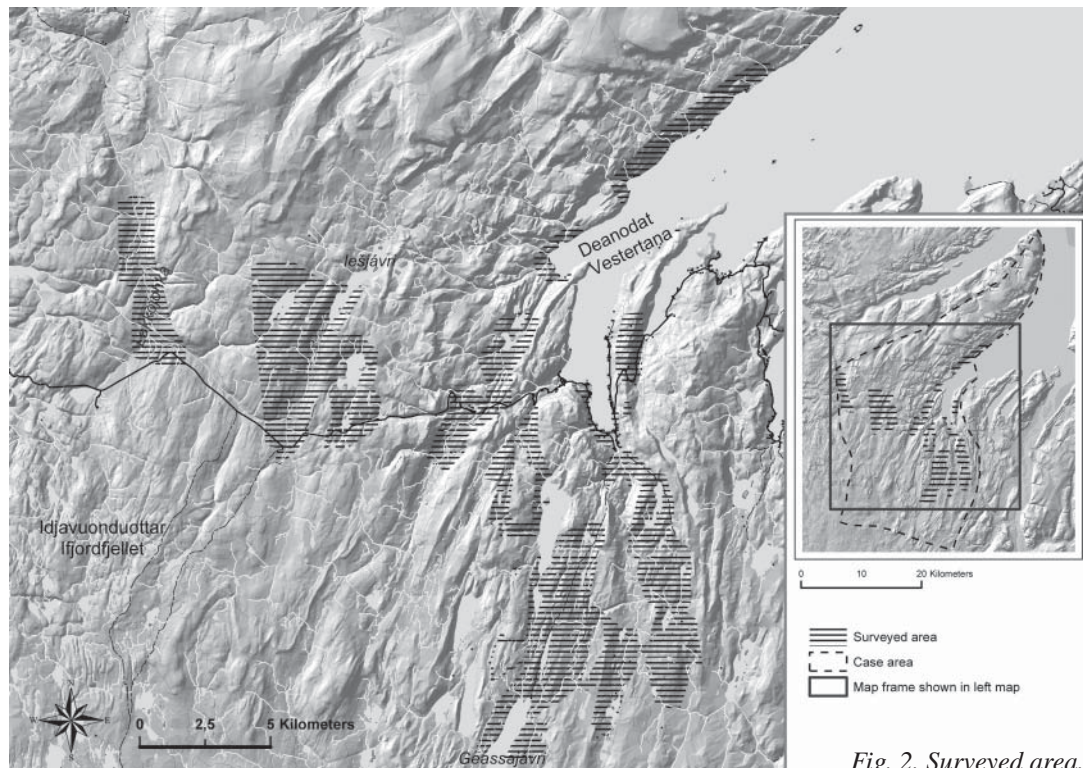 Iešjávri
Deanodat
Vestertana
Idjavuonduottar
Ifjordfjellet
Geassájávri
N
W
E
S
0 2,5 5 Kilometers
0 10 20 Kilometers
Surveyed area
Case area
Map frame shown in left map
Fig. 2. Surveyed area.